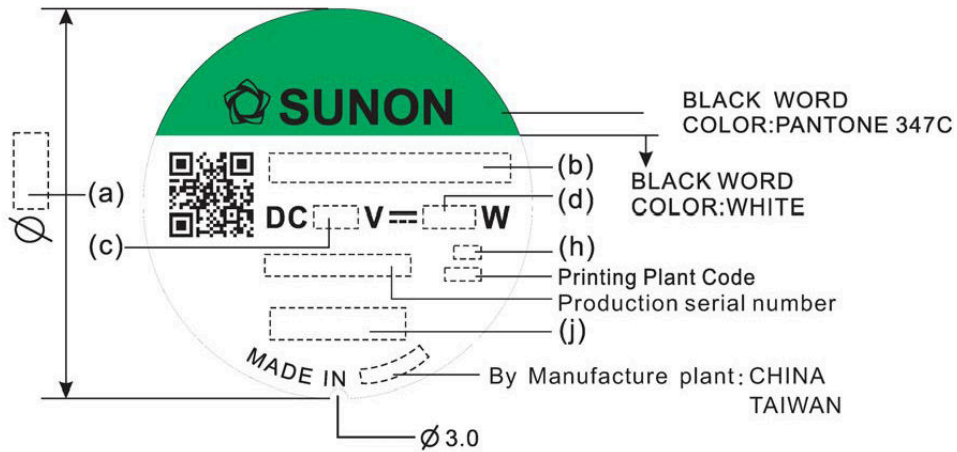 SUNON
BLACK WORD
COLOR:PANTONE 347C
(a)
(b)
BLACK WORD
COLOR:WHITE
(d)
DC V W
(c)
(h)
Printing Plant Code
Production serial number
(j)
MADE IN
By Manufacture plant: CHINA
TAIWAN
Ø
Ø 3.0